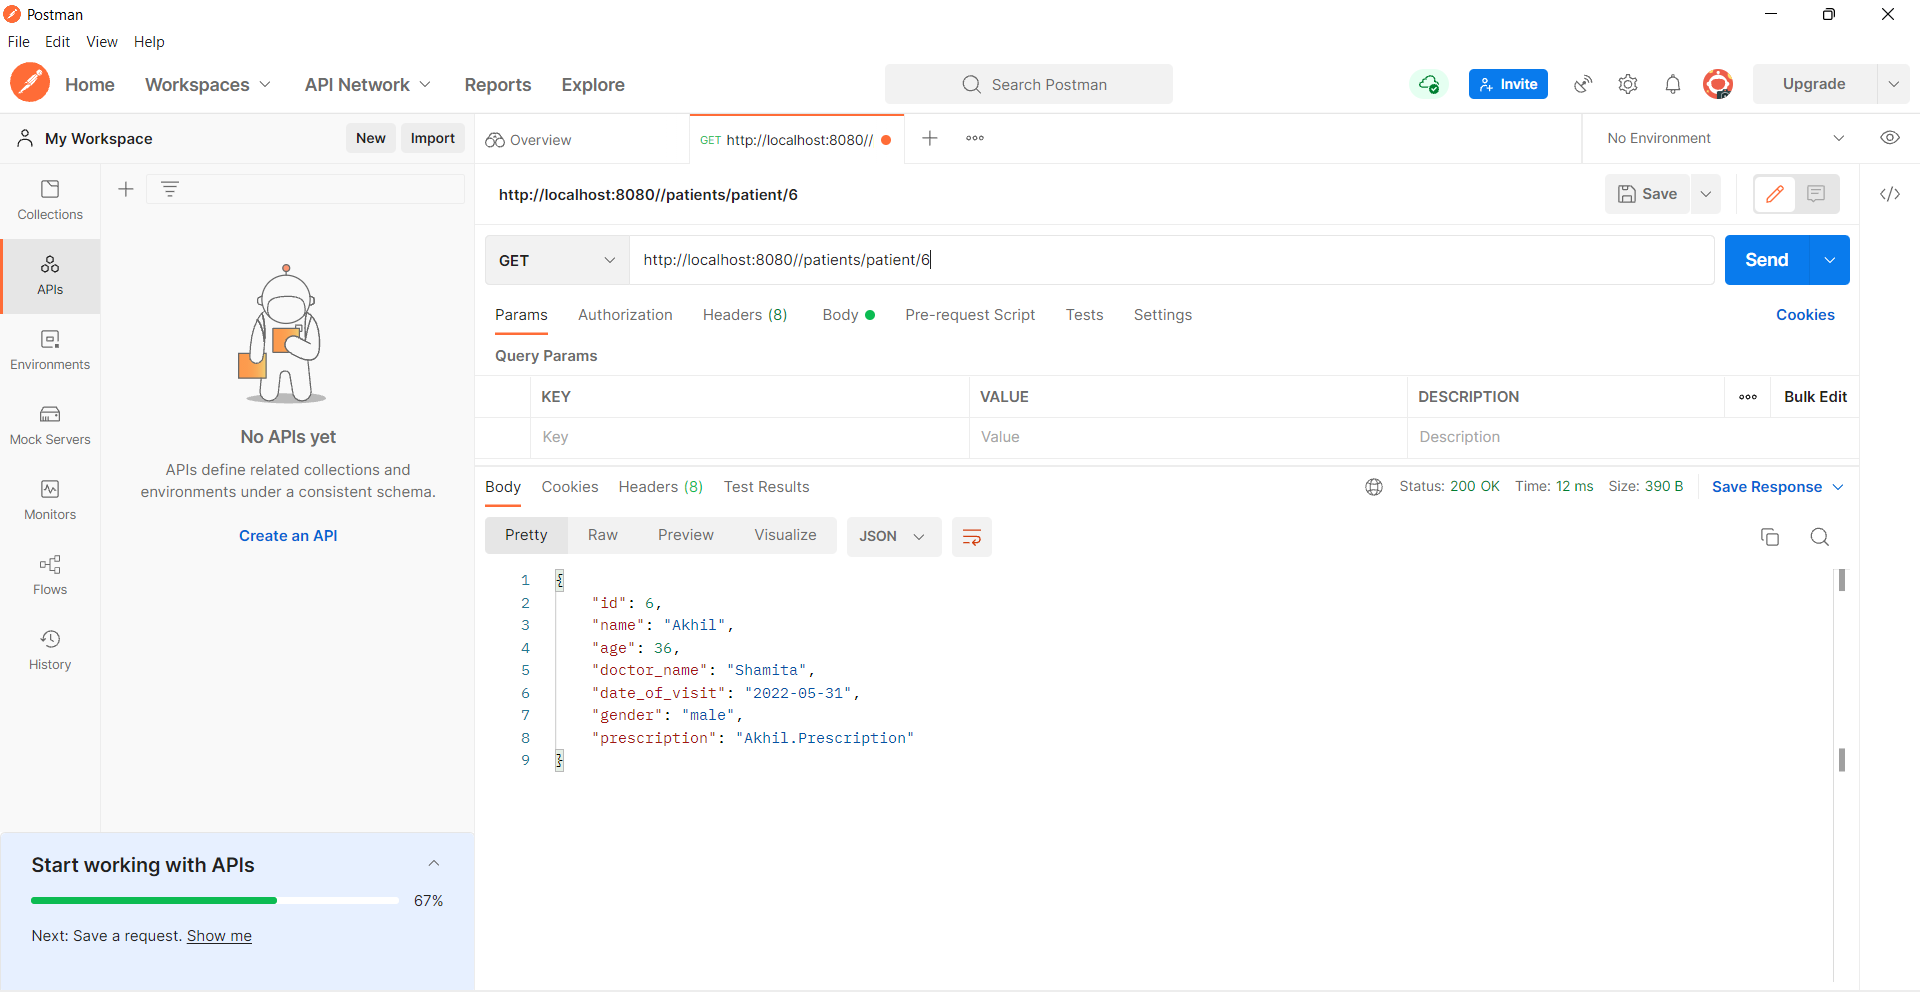 Postman
File Edit View Help
Home Workspaces API Network Reports Explore Search Postman Invite Upgrade
My Workspace New Import Overview GET http://localhost:8080// No Environment
Collections
APIs
Environments
Mock Servers
Monitors
Flows
History
No APIs yet
APIs define related collections and
environments under a consistent schema.
Create an API
Start working with APIs
67%
Next: Save a request. Show me
http://localhost:8080//patients/patient/6 Save
GET http://localhost:8080//patients/patient/6 Send
Params Authorization Headers (8) Body Pre-request Script Tests Settings Cookies
Query Params
KEY VALUE DESCRIPTION Bulk Edit
Key Value Description
Body Cookies Headers (8) Test Results Status: 200 OK Time: 12 ms Size: 390 B Save Response
Pretty Raw Preview Visualize JSON
1 {
2 "id": 6,
3 "name": "Akhil",
4 "age": 36,
5 "doctor_name": "Shamita",
6 "date_of_visit": "2022-05-31",
7 "gender": "male",
8 "prescription": "Akhil.Prescription"
9 }